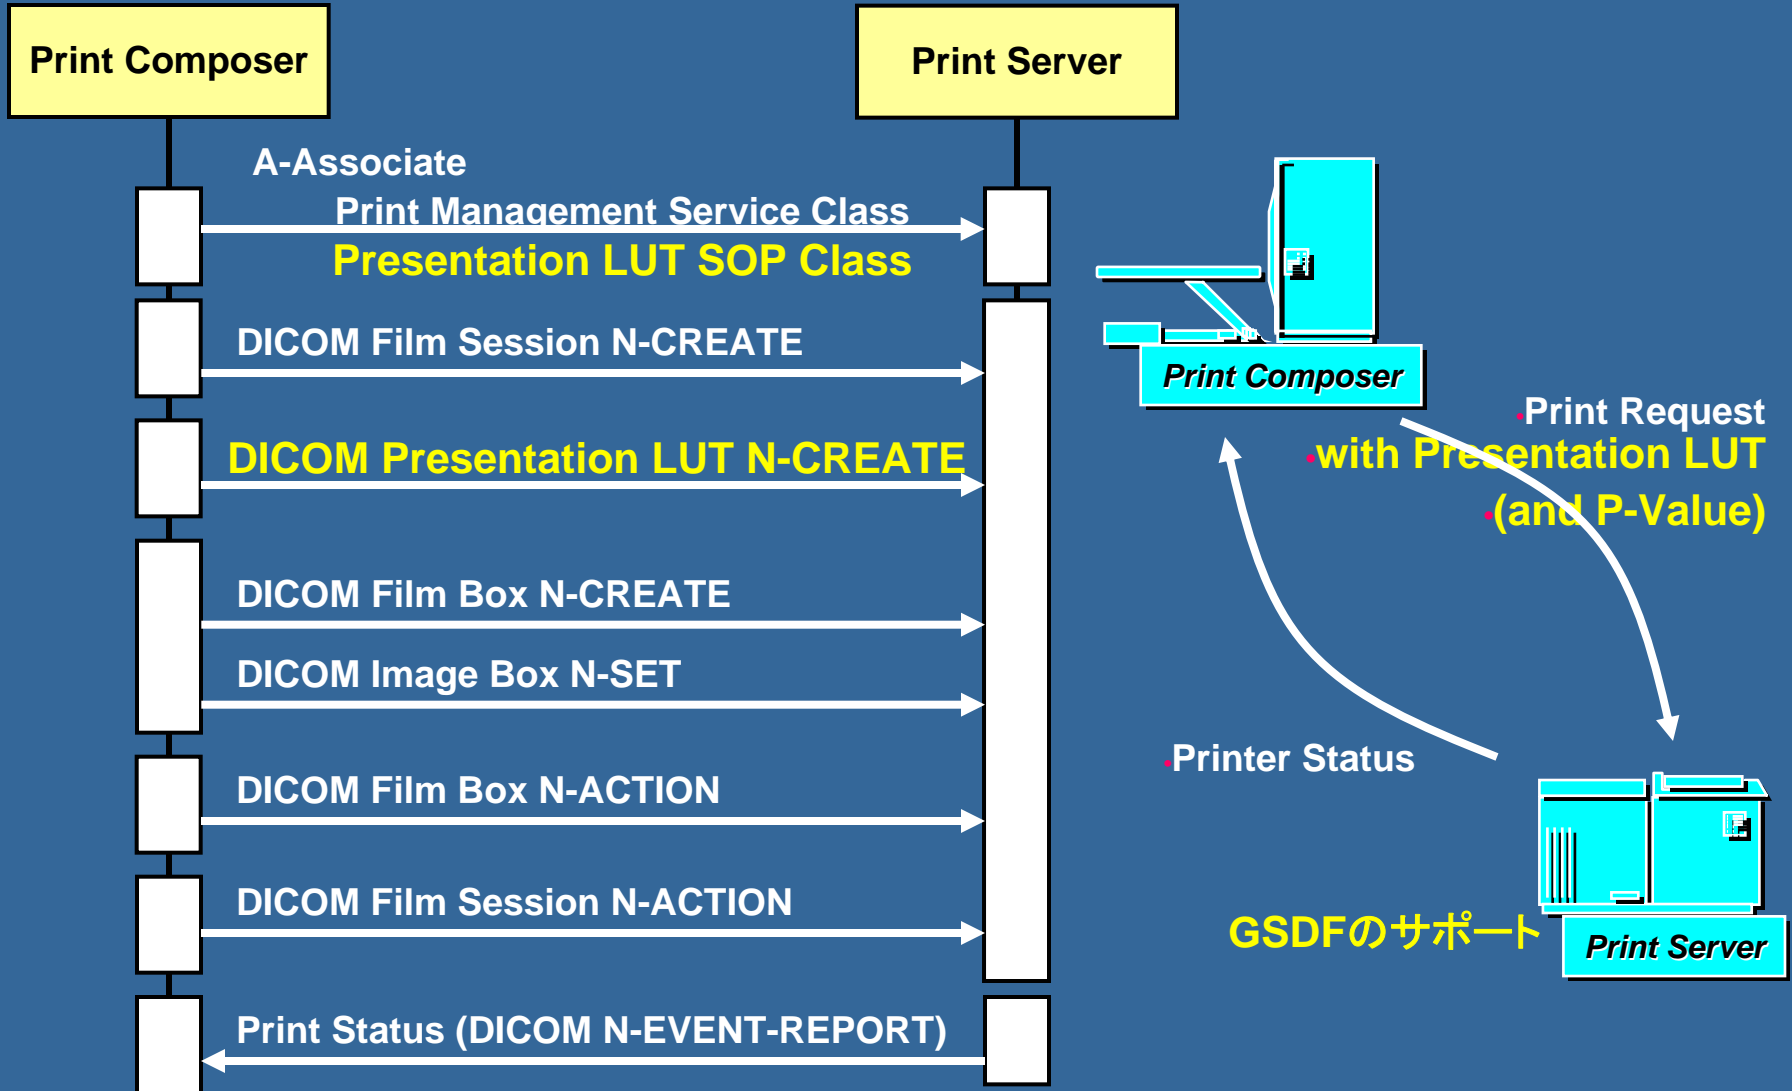 Print Composer
Print Server
A-Associate
Print Management Service Class
Presentation LUT SOP Class
DICOM Film Session N-CREATE
DICOM Presentation LUT N-CREATE
DICOM Film Box N-CREATE
DICOM Image Box N-SET
DICOM Film Box N-ACTION
DICOM Film Session N-ACTION
Print Status (DICOM N-EVENT-REPORT)
Print Composer
•Print Request
•with Presentation LUT
•(and P-Value)
•Printer Status
GSDFのサポート
Print Server